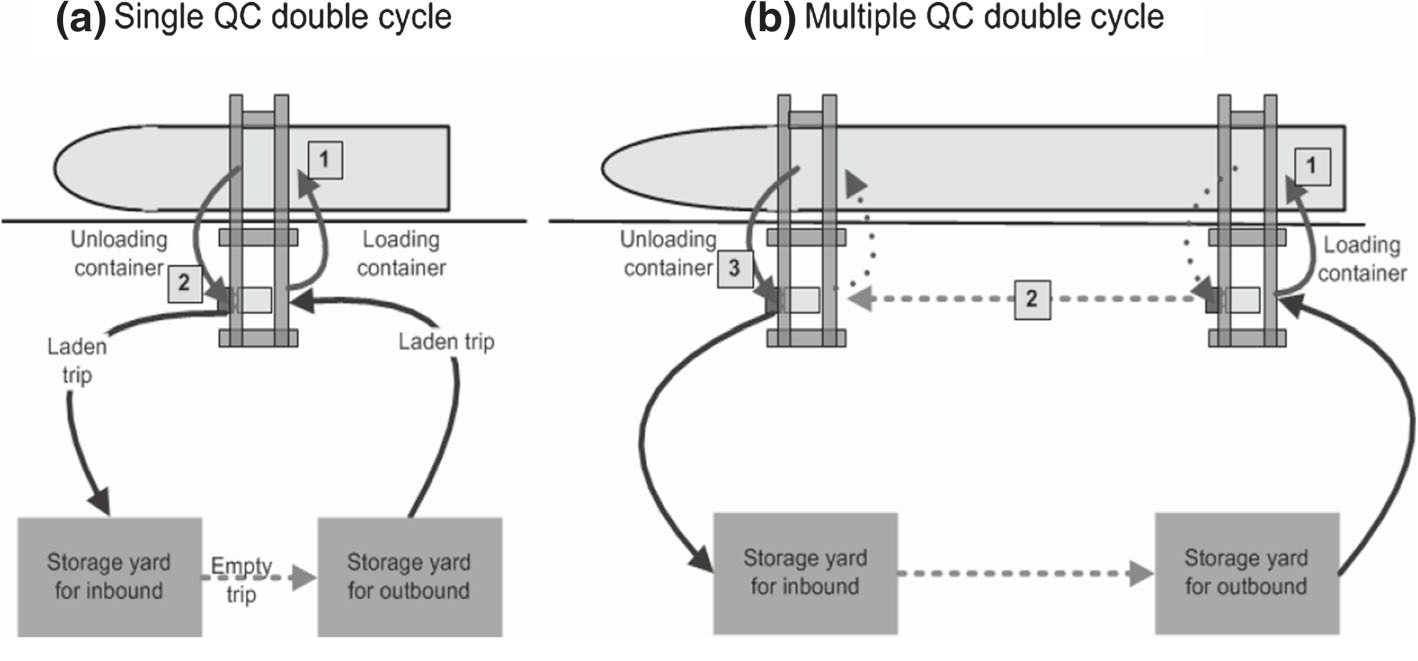 (a) Single QC double cycle
1
Unloading
container
Loading
container
2
Laden
trip
Laden trip
Storage yard
for inbound
Empty
trip
Storage yard
for outbound
(b) Multiple QC double cycle
1
Unloading
container
3
Loading
container
2
Storage yard
for inbound
Storage yard
for outbound